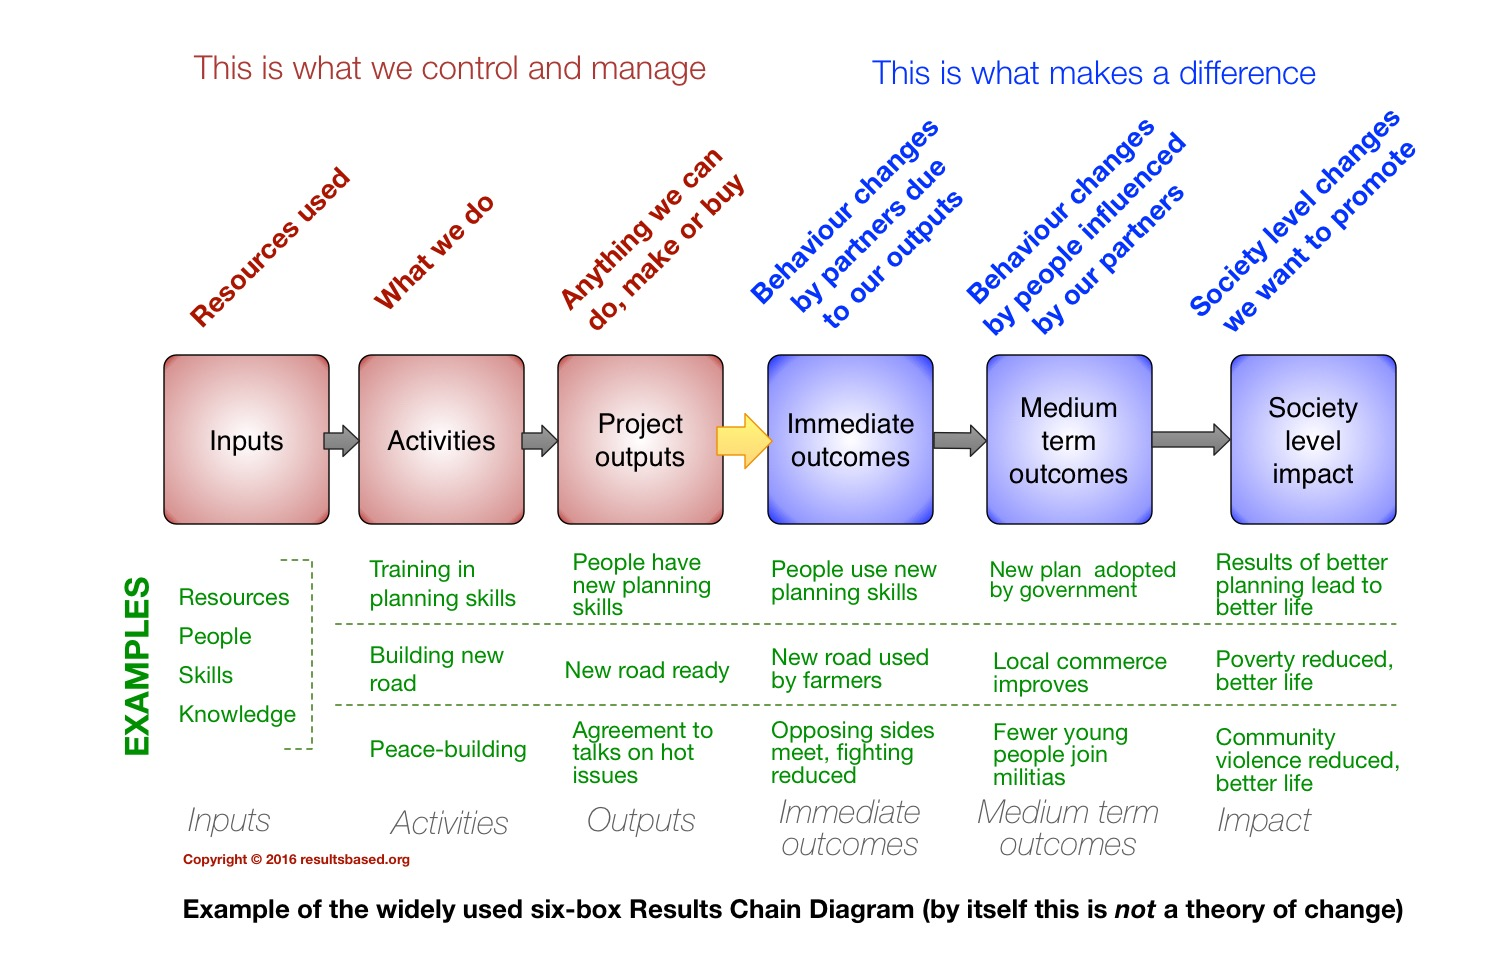 This is what we control and manage
This is what makes a difference
Resources used
What we do
Anything we can
do, make or buy
Behaviour changes
by partners due
to our outputs
Behaviour changes
by people influenced
by our partners
Society level changes
we want to promote
Inputs
Activities
Project
outputs
Immediate
outcomes
Medium
term
outcomes
Society
level
impact
EXAMPLES
Resources
People
Skills
Knowledge
Training in
planning skills
People have
new planning
skills
People use new
planning skills
New plan  adopted
by government
Results of better
planning lead to
better life
Building new
road
New road ready
New road used
by farmers
Local commerce
improves
Poverty reduced,
better life
Peace-building
Agreement to
talks on hot
issues
Opposing sides
meet, fighting
reduced
Fewer young
people join
militias
Community
violence reduced,
better life
Inputs
Activities
Outputs
Immediate
outcomes
Medium term
outcomes
Impact
Copyright © 2016 resultsbased.org
Example of the widely used six-box Results Chain Diagram (by itself this is not a theory of change)